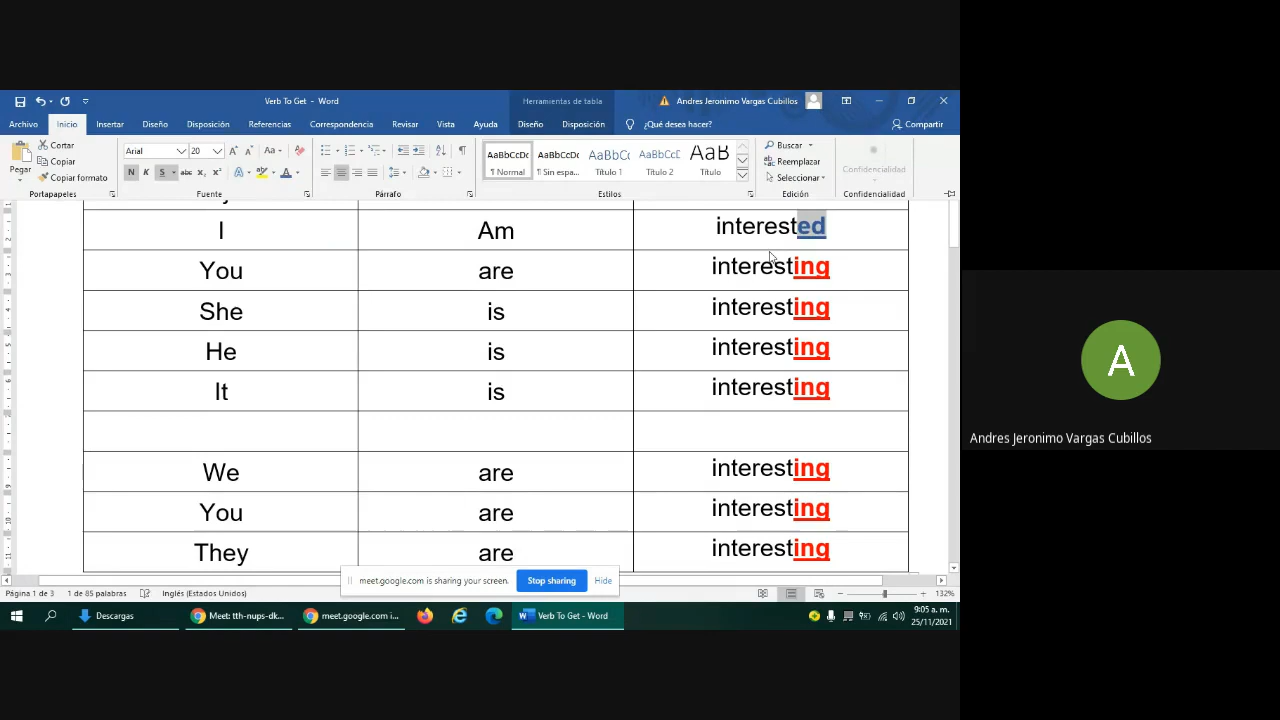 Verb To Get - Word
Herramientas de tabla
Andres Jeronimo Vargas Cubillos
Archivo Inicio Insertar Diseño Disposición Referencias Correspondencia Revisar Vista Ayuda Diseño Disposición ¿Qué desea hacer? Compartir
Pegar
Cortar
Copiar
Copiar formato
Portapapeles
Arial 20
Fuente
Párrafo
AaBbCcDc AaBbCcDc AaBbCc AaBbCcC AaB
¶ Normal ¶ Sin espa... Título 1 Título 2 Título
Estilos
Buscar
Reemplazar
Seleccionar
Edición
Confidencialidad
Confidencialidad
I Am interested
You are interesting
She is interesting
He is interesting
It is interesting
We are interesting
You are interesting
They are interesting
meet.google.com is sharing your screen. Stop sharing Hide
Página 1 de 3 1 de 85 palabras Inglés (Estados Unidos) 132%
Descargas Meet: tth-nups-dk... meet.google.com i... Verb To Get - Word
9:05 a. m.
25/11/2021
A
Andres Jeronimo Vargas Cubillos